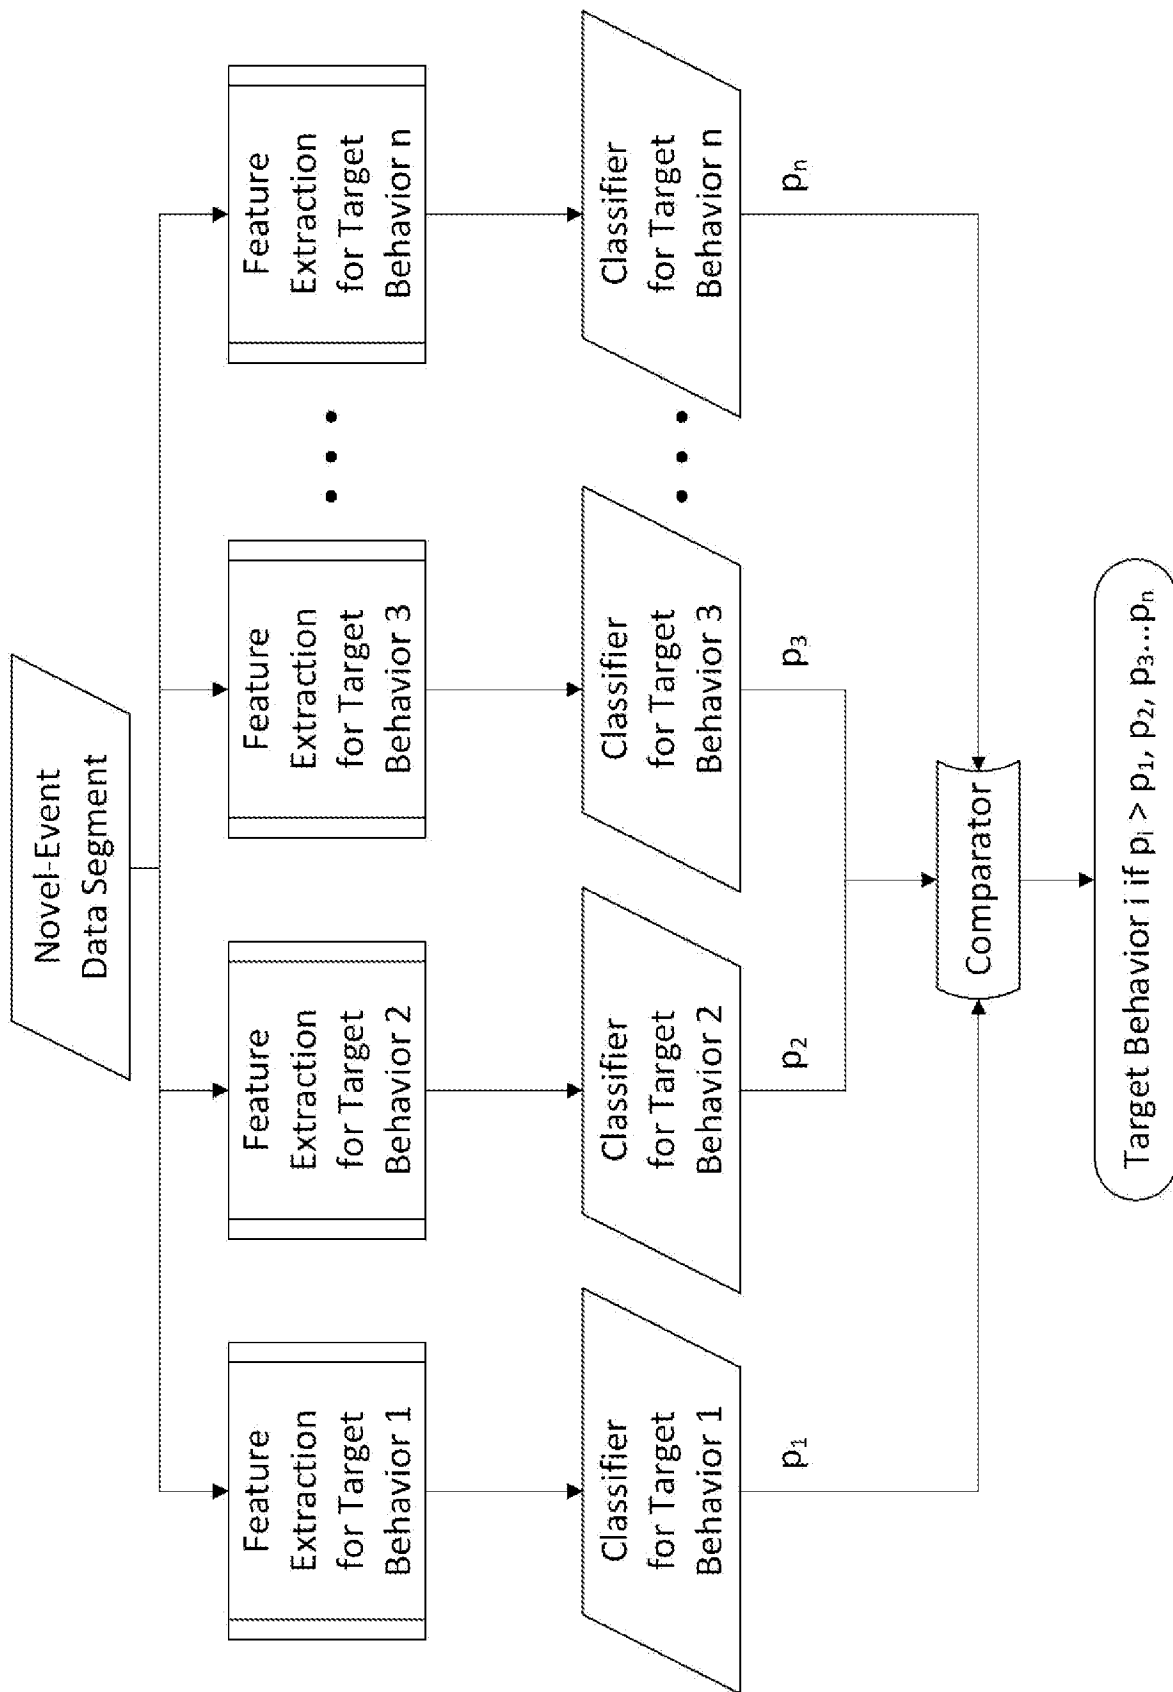 Novel-Event
Data Segment
Feature
Extraction
for Target
Behavior 1
Feature
Extraction
for Target
Behavior 2
Feature
Extraction
for Target
Behavior 3
Feature
Extraction
for Target
Behavior n
Classifier
for Target
Behavior 1
Classifier
for Target
Behavior 2
Classifier
for Target
Behavior 3
Classifier
for Target
Behavior n
p₁
p₂
p₃
pₙ
Comparator
Target Behavior i if pᵢ > p₁, p₂, p₃...pₙ